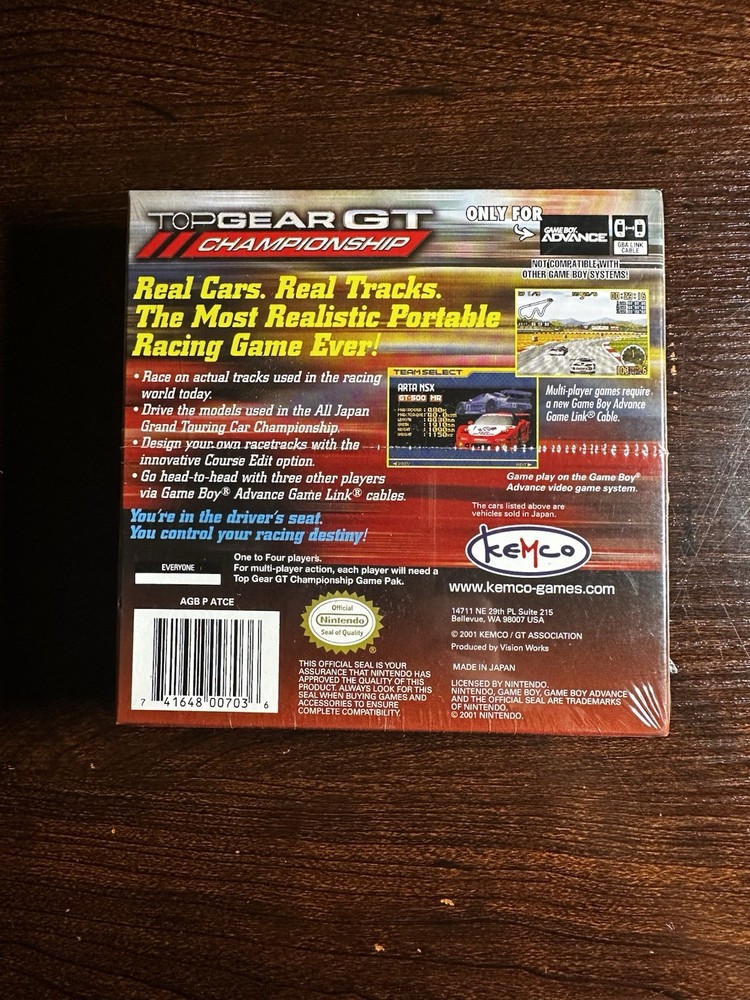 TOP GEAR GT
CHAMPIONSHIP
ONLY FOR
GAME BOY
ADVANCE
GBA LINK
CABLE
NOT COMPATIBLE WITH
OTHER GAME BOY SYSTEMS!
Real Cars. Real Tracks.
The Most Realistic Portable
Racing Game Ever!
• Race on actual tracks used in the racing
world today.
• Drive the models used in the All Japan
Grand Touring Car Championship.
• Design your own racetracks with the
innovative Course Edit option.
• Go head-to-head with three other players
via Game Boy® Advance Game Link® cables.
You're in the driver's seat.
You control your racing destiny!
TEAM SELECT
ARTA NSX
GT-500 MR
Multi-player games require
a new Game Boy Advance
Game Link® Cable.
Game play on the Game Boy®
Advance video game system.
The cars listed above are
vehicles sold in Japan.
KEMCO
www.kemco-games.com
EVERYONE
One to Four players.
For multi-player action, each player will need a
Top Gear GT Championship Game Pak.
AGB P ATCE
7 41648 00703 6
Official
Nintendo
Seal of Quality
®
THIS OFFICIAL SEAL IS YOUR
ASSURANCE THAT NINTENDO HAS
APPROVED THE QUALITY OF THIS
PRODUCT. ALWAYS LOOK FOR THIS
SEAL WHEN BUYING GAMES AND
ACCESSORIES TO ENSURE
COMPLETE COMPATIBILITY.
14711 NE 29th PL Suite 215
Bellevue, WA 98007 USA
© 2001 KEMCO / GT ASSOCIATION
Produced by Vision Works
MADE IN JAPAN
LICENSED BY NINTENDO.
NINTENDO, GAME BOY, GAME BOY ADVANCE
AND THE OFFICIAL SEAL ARE TRADEMARKS
OF NINTENDO.
© 2001 NINTENDO.